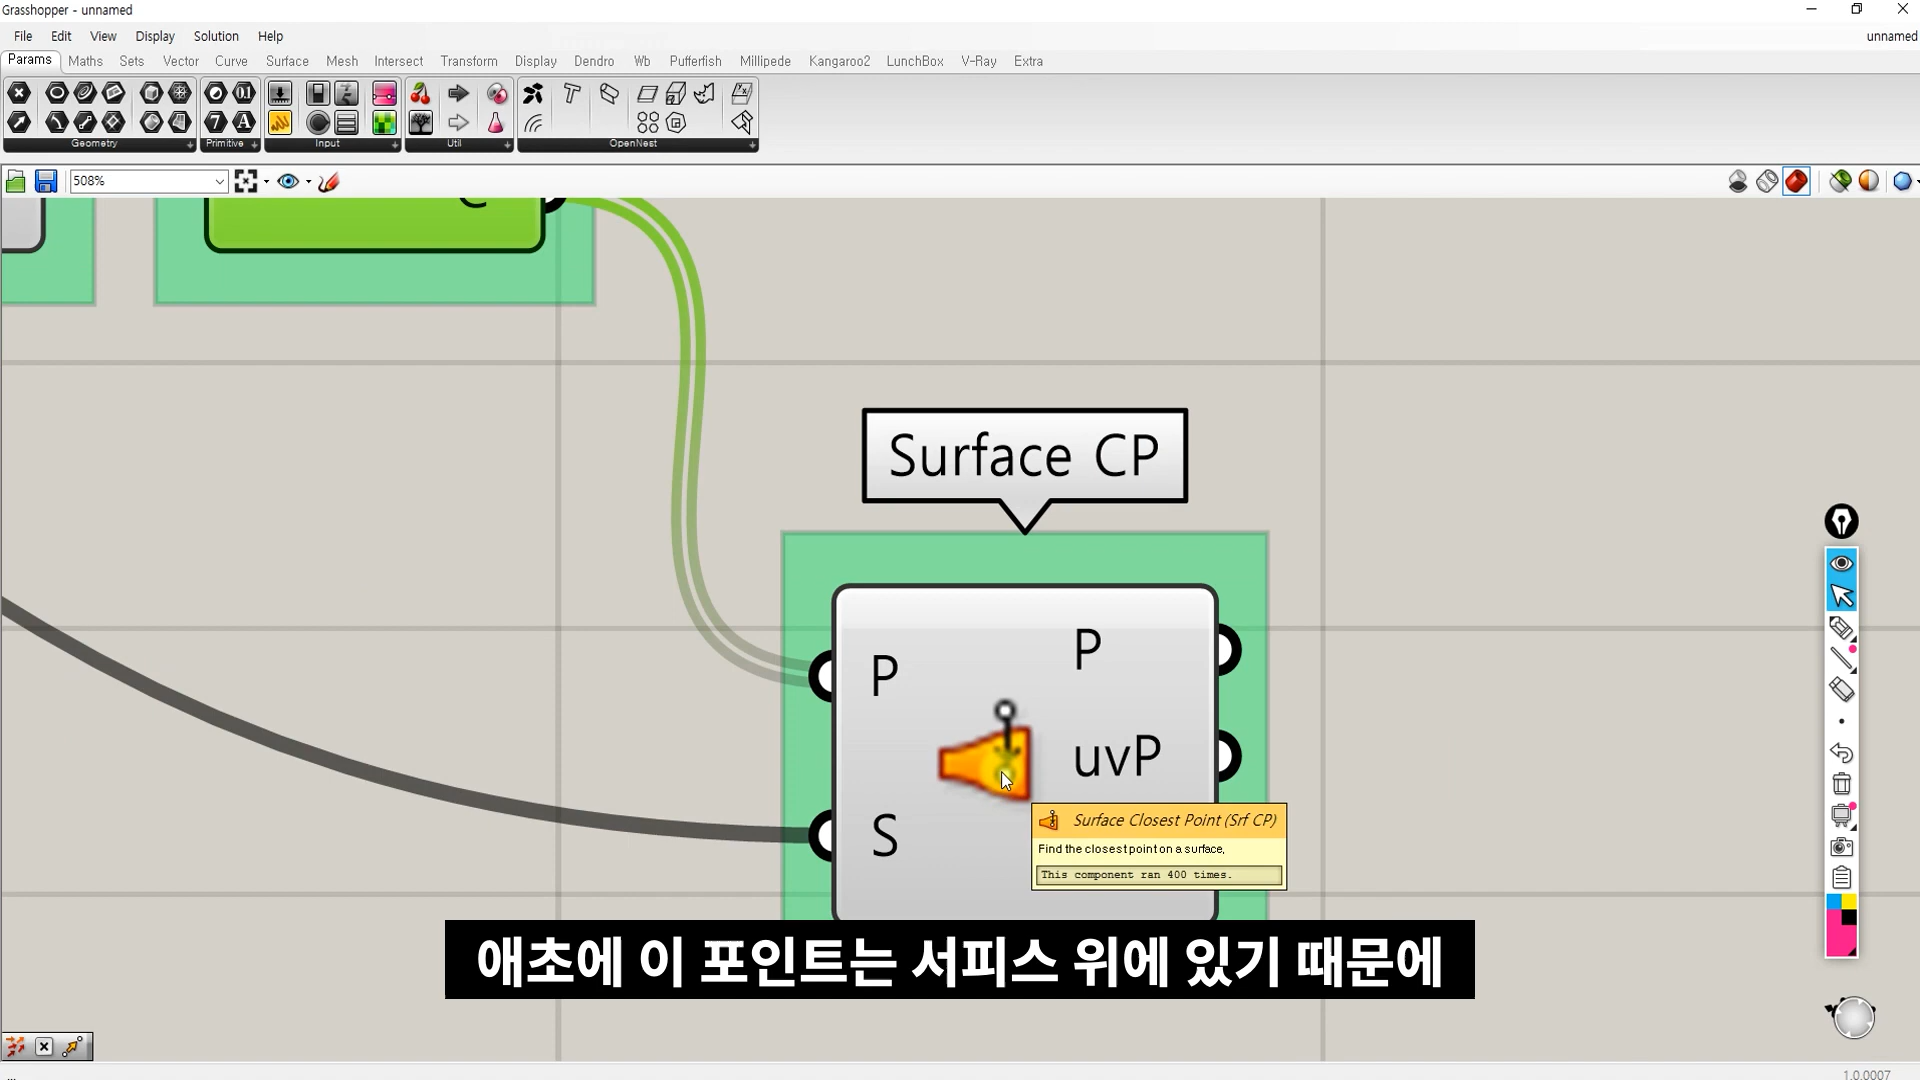 Grasshopper - unnamed
File Edit View Display Solution Help
unnamed
Params Maths Sets Vector Curve Surface Mesh Intersect Transform Display Dendro Wb Pufferfish Millipede Kangaroo2 LunchBox V-Ray Extra
Geometry Primitive Input Util OpenNest
508%
C
Surface CP
P
P
uvP
S
Surface Closest Point (Srf CP)
Find the closest point on a surface,
This component ran 400 times.
애초에 이 포인트는 서피스 위에 있기 때문에
1.0.0007